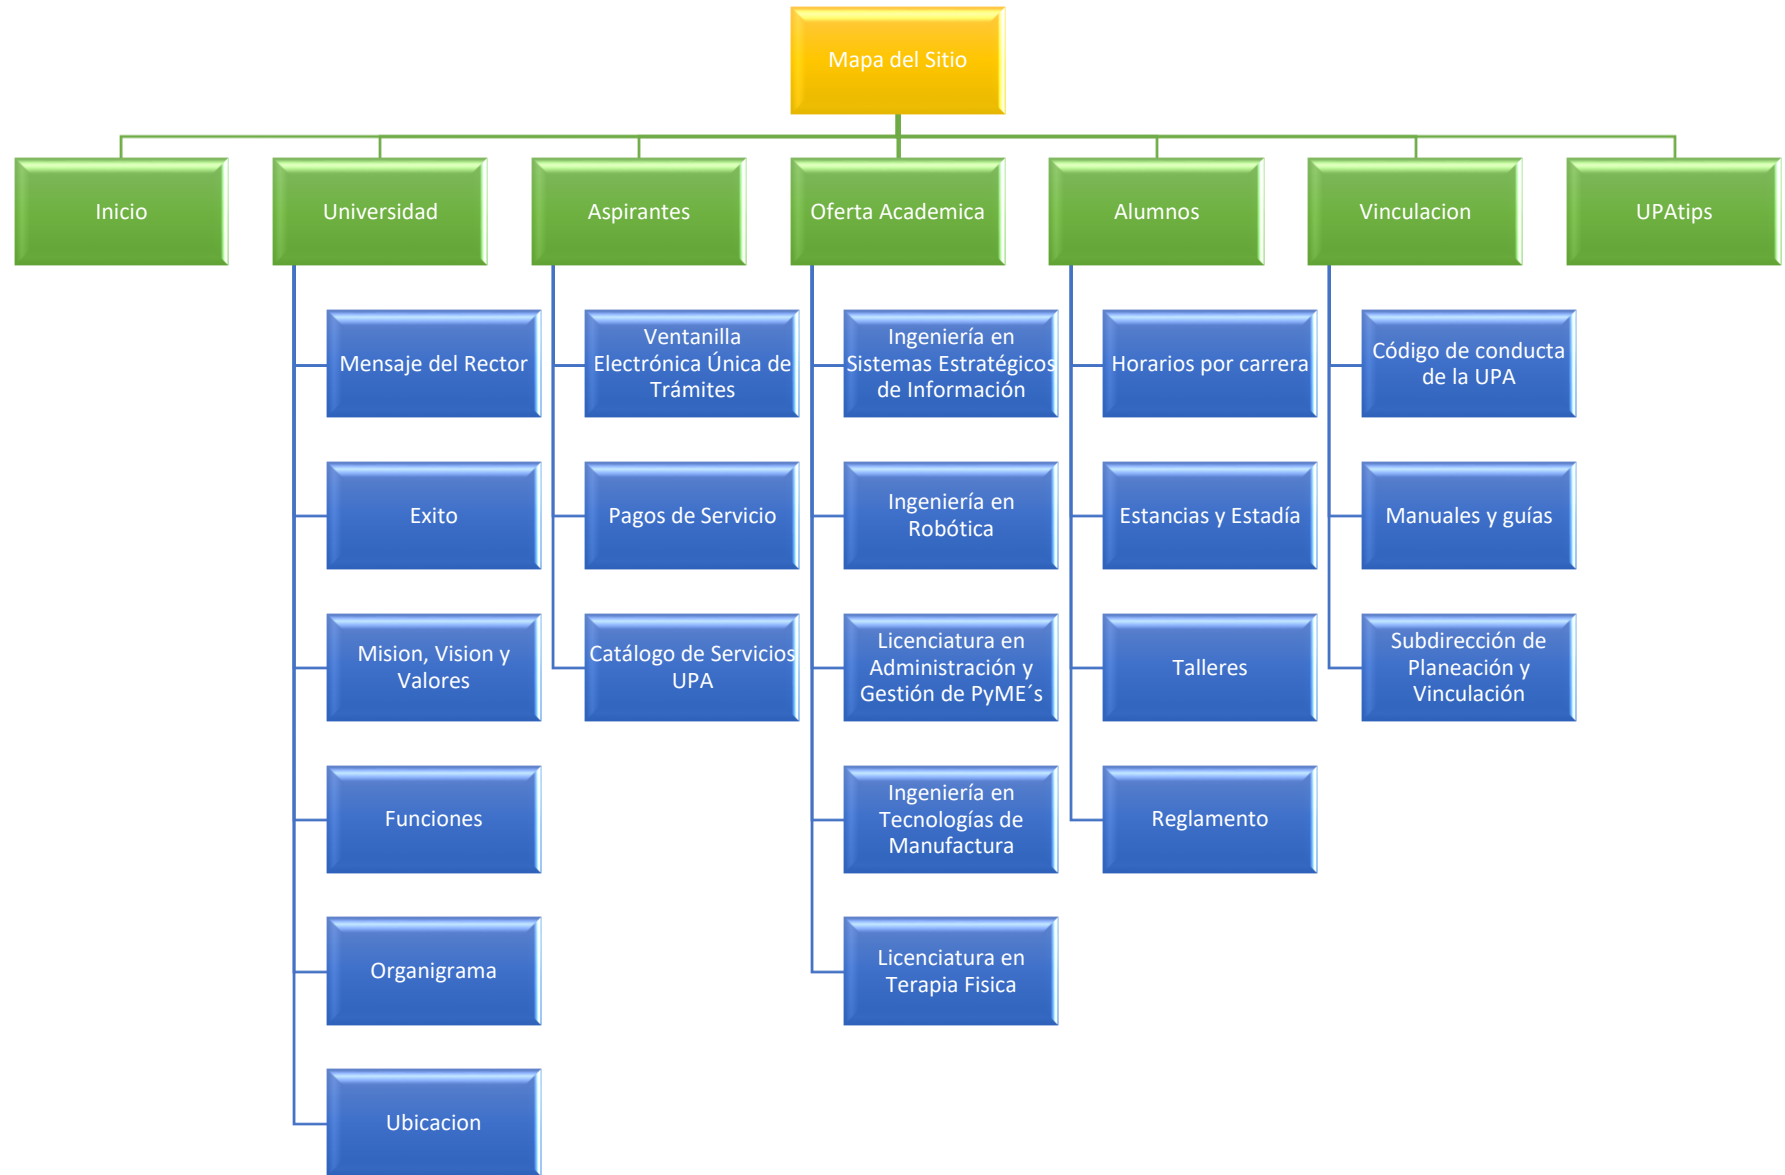 Mapa del Sitio
Inicio
Universidad
Aspirantes
Oferta Academica
Alumnos
Vinculacion
UPAtips
Mensaje del Rector
Exito
Mision, Vision y
Valores
Funciones
Organigrama
Ubicacion
Ventanilla
Electrónica Única de
Trámites
Pagos de Servicio
Catálogo de Servicios
UPA
Ingeniería en
Sistemas Estratégicos
de Información
Ingeniería en
Robótica
Licenciatura en
Administración y
Gestión de PyME´s
Ingeniería en
Tecnologías de
Manufactura
Licenciatura en
Terapia Fisica
Horarios por carrera
Estancias y Estadía
Talleres
Reglamento
Código de conducta
de la UPA
Manuales y guías
Subdirección de
Planeación y
Vinculación